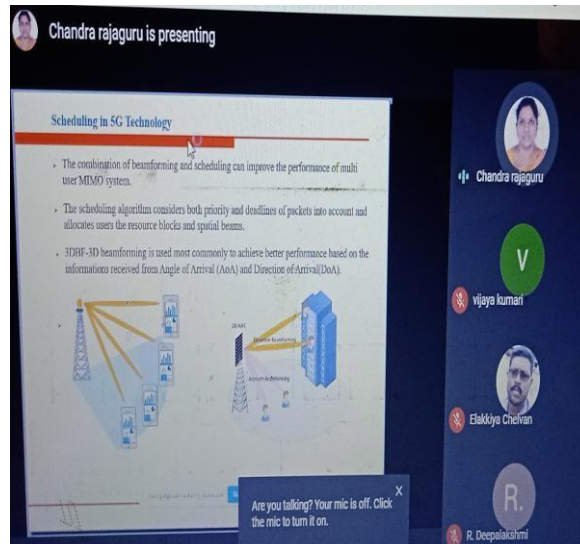 Chandra rajaguru is presenting
Scheduling in 5G Technology
The combination of beamforming and scheduling can improve the performance of multi
user MIMO system.
The scheduling algorithm considers both priority and deadlines of packets into account and
allocates users the resource blocks and spatial beams.
3DBF-3D beamforming is used most commonly to achieve better performance based on the
informations received from Angle of Arrival (AoA) and Direction of Arrival(DoA).
Chandra rajaguru
V
vijaya kumari
Elakkiya Chelvan
R.
R. Deepalakshmi
Are you talking? Your mic is off. Click
the mic to turn it on.
X